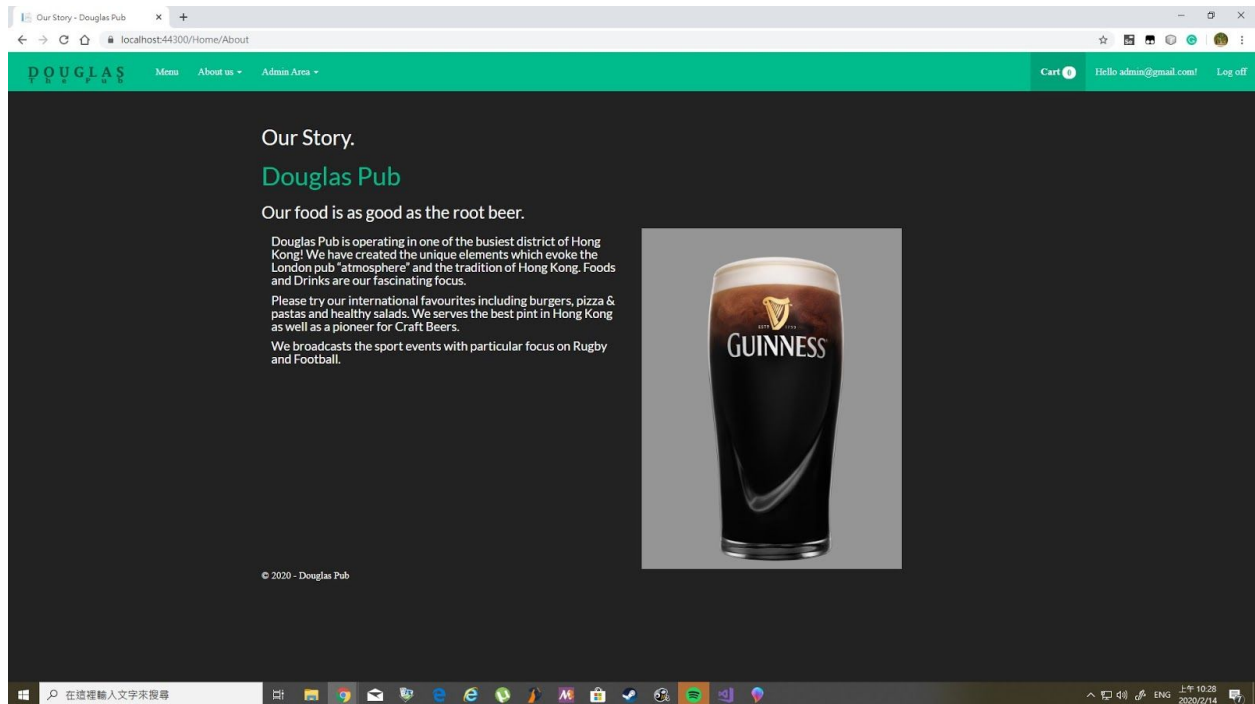 Our Story - Douglas Pub
localhost:44300/Home/About
DOUGLAS
The Pub
Menu About us Admin Area Cart 0 Hello admin@gmail.com! Log off
Our Story.
Douglas Pub
Our food is as good as the root beer.
Douglas Pub is operating in one of the busiest district of Hong
Kong! We have created the unique elements which evoke the
London pub "atmosphere" and the tradition of Hong Kong. Foods
and Drinks are our fascinating focus.
Please try our international favourites including burgers, pizza &
pastas and healthy salads. We serves the best pint in Hong Kong
as well as a pioneer for Craft Beers.
We broadcasts the sport events with particular focus on Rugby
and Football.
GUINNESS
© 2020 - Douglas Pub
在這裡輸入文字來搜尋
ENG
上午 10:28
2020/2/14